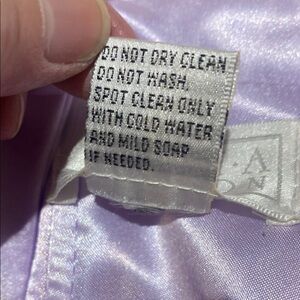 DO NOT DRY CLEAN
DO NOT WASH.
SPOT CLEAN ONLY
WITH COLD WATER
AND MILD SOAP
IF NEEDED.